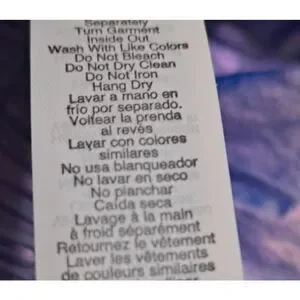 Separately
Turn Garment
Inside Out
Wash With Like Colors
Do Not Bleach
Do Not Dry Clean
Do Not Iron
Hang Dry
Lavar a mano en
frío por separado.
Voltear la prenda
al revès
Lavar con colores
similares
No usa blanqueador
No lavar en seco
No planchar
Caída seca
Lavage à la main
à froid séparément
Retournez le vêtement
Laver les vêtements
de couleurs similaires